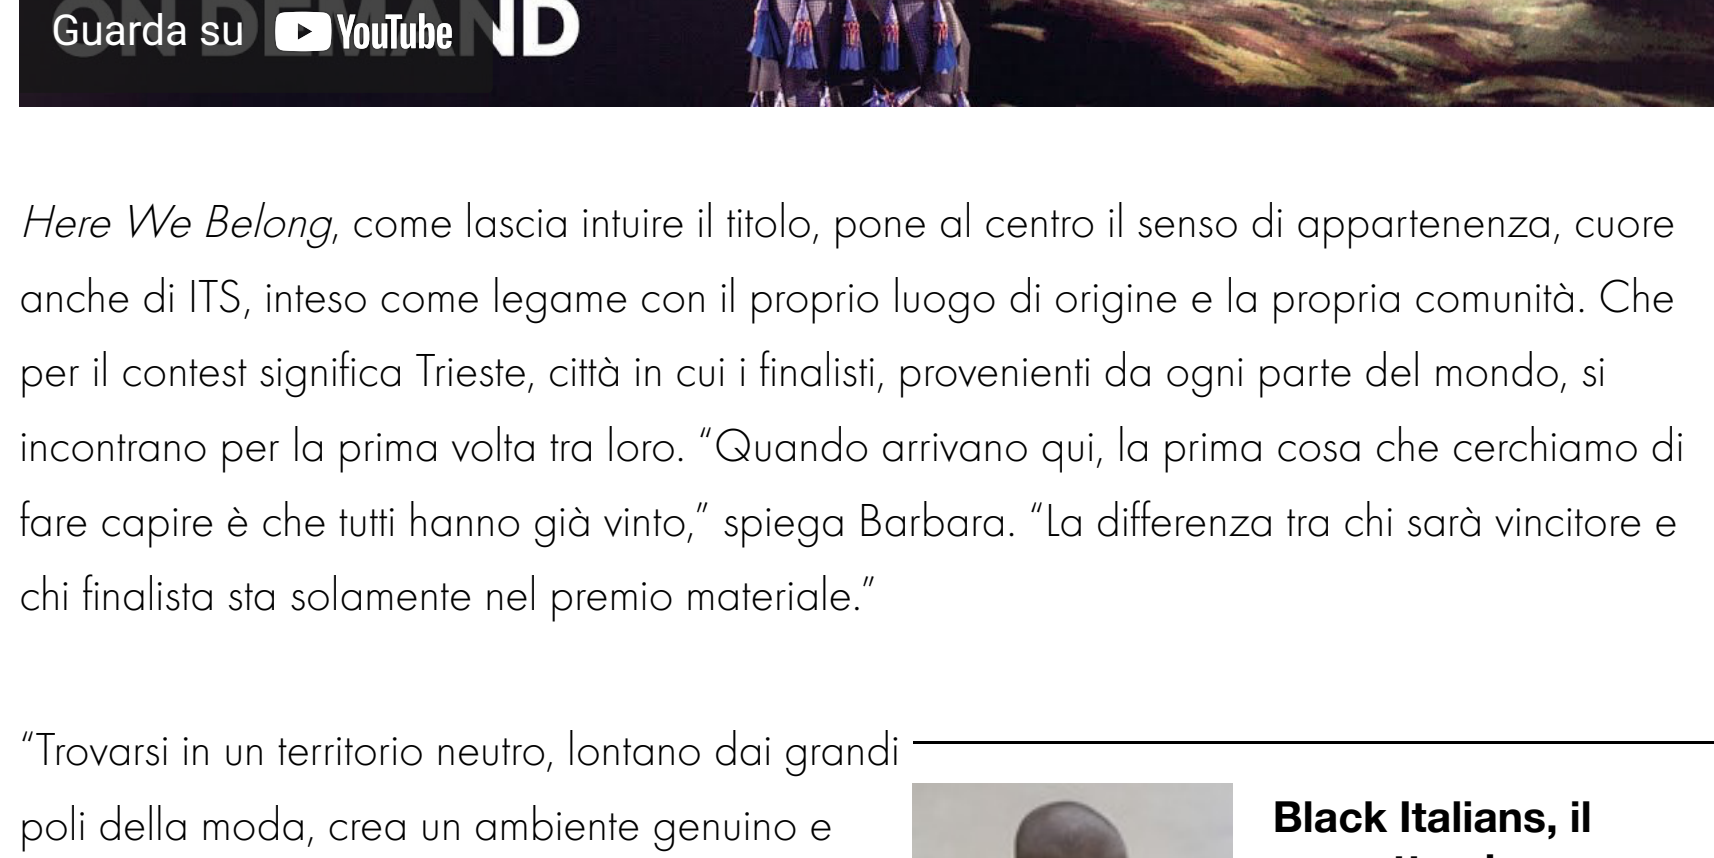 ON DEMAND
Guarda su YouTube
Here We Belong, come lascia intuire il titolo, pone al centro il senso di appartenenza, cuore
anche di ITS, inteso come legame con il proprio luogo di origine e la propria comunità. Che
per il contest significa Trieste, città in cui i finalisti, provenienti da ogni parte del mondo, si
incontrano per la prima volta tra loro. “Quando arrivano qui, la prima cosa che cerchiamo di
fare capire è che tutti hanno già vinto,” spiega Barbara. “La differenza tra chi sarà vincitore e
chi finalista sta solamente nel premio materiale.”
“Trovarsi in un territorio neutro, lontano dai grandi
poli della moda, crea un ambiente genuino e
Black Italians, il